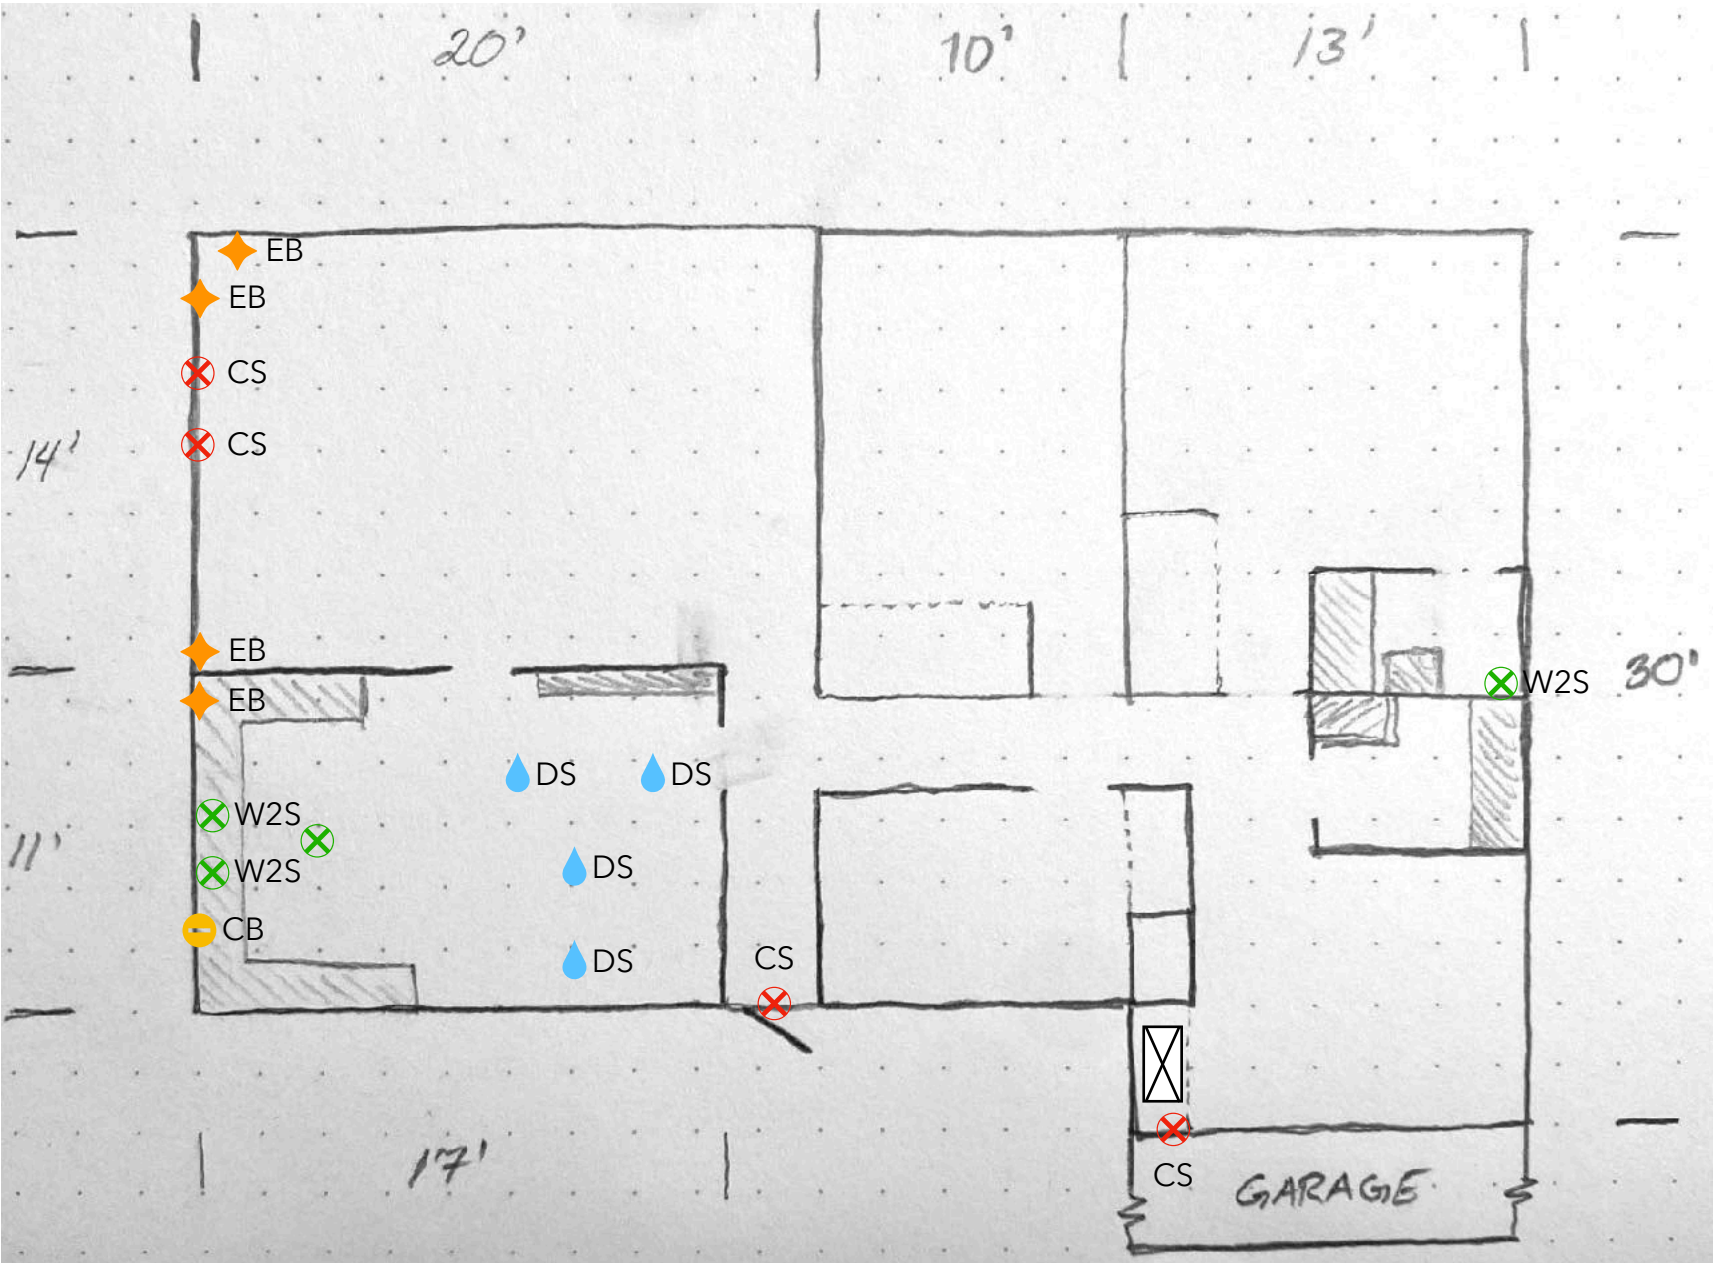 20' 10' 13'
EB
EB
CS
CS
14'
EB
30'
W2S
EB
DS DS
W2S
11'
W2S DS
CB
CS DS
17'
CS
GARAGE